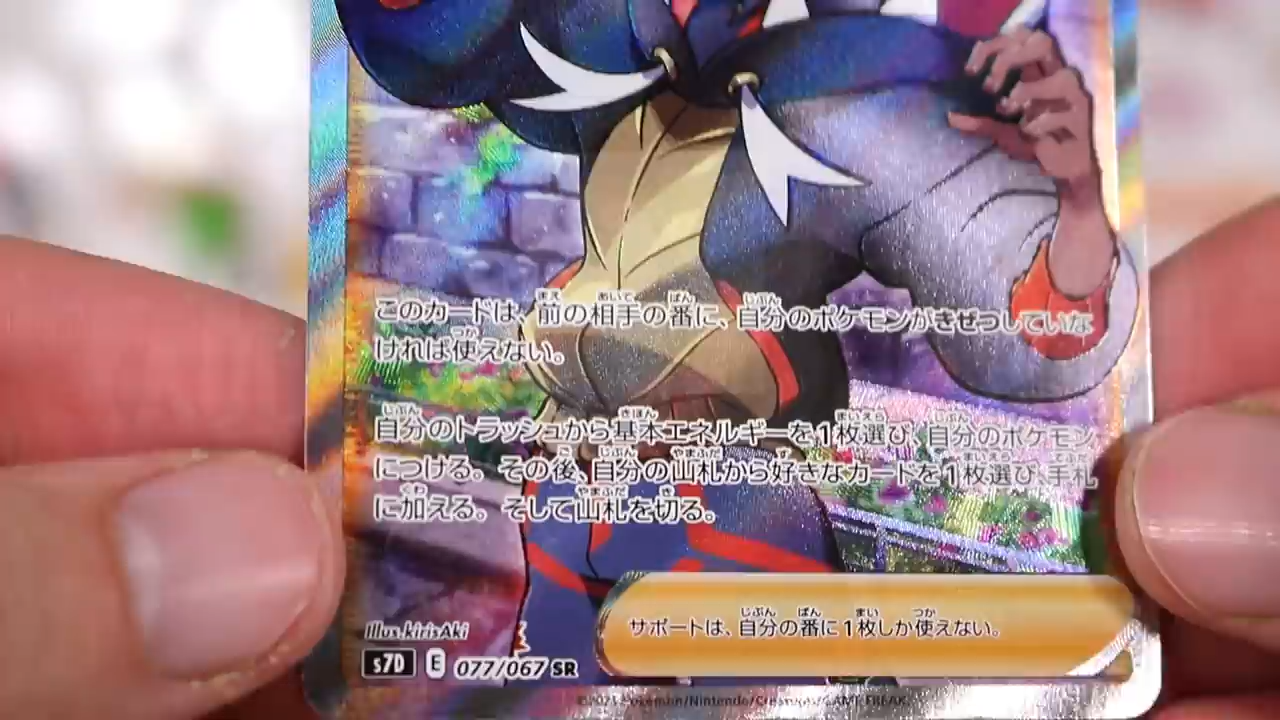 このカードは、前の相手の番に、自分のポケモンがきぜつしていな
ければ使えない。
自分のトラッシュから基本エネルギーを1枚選び、自分のポケモン
につける。その後、自分の山札から好きなカードを1枚選び、手札
に加える。そして山札を切る。
Illus.kirisAki
サポートは、自分の番に1枚しか使えない。
s7D E 077/067 SR
©2021 Pokémon/Nintendo/Creatures/GAME FREAK.